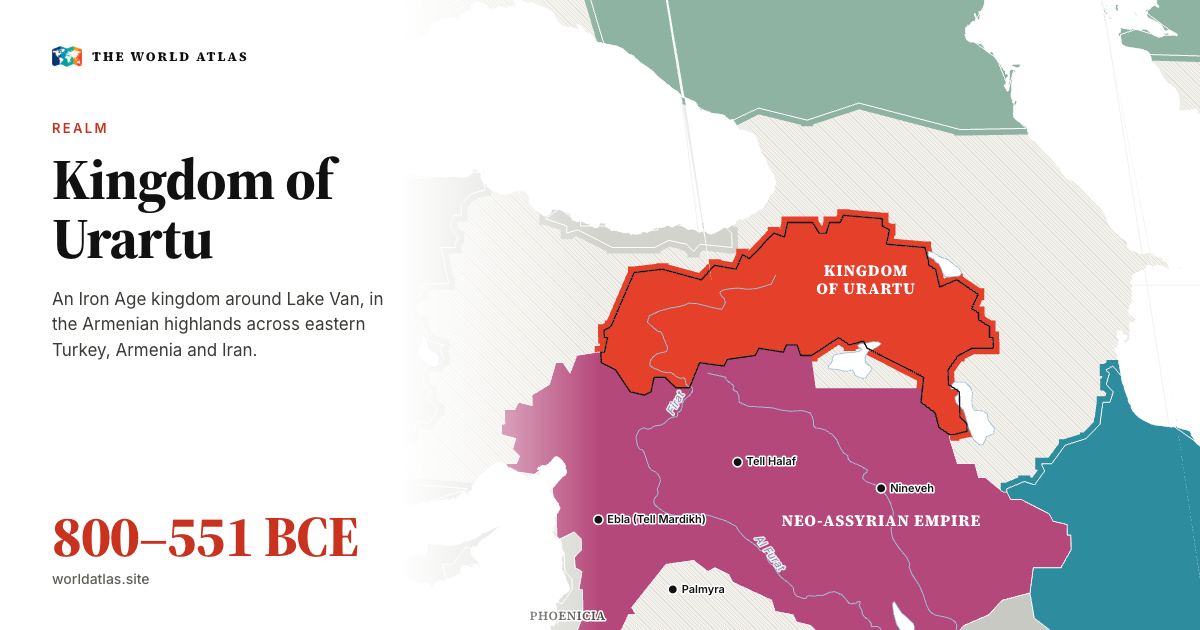 THE WORLD ATLAS
REALM
Kingdom of
Urartu
An Iron Age kingdom around Lake Van, in
the Armenian highlands across eastern
Turkey, Armenia and Iran.
800–551 BCE
worldatlas.site
KINGDOM
OF URARTU
Firat
Tell Halaf
Nineveh
Ebla (Tell Mardikh)
NEO-ASSYRIAN EMPIRE
Al Furat
Palmyra
PHOENICIA